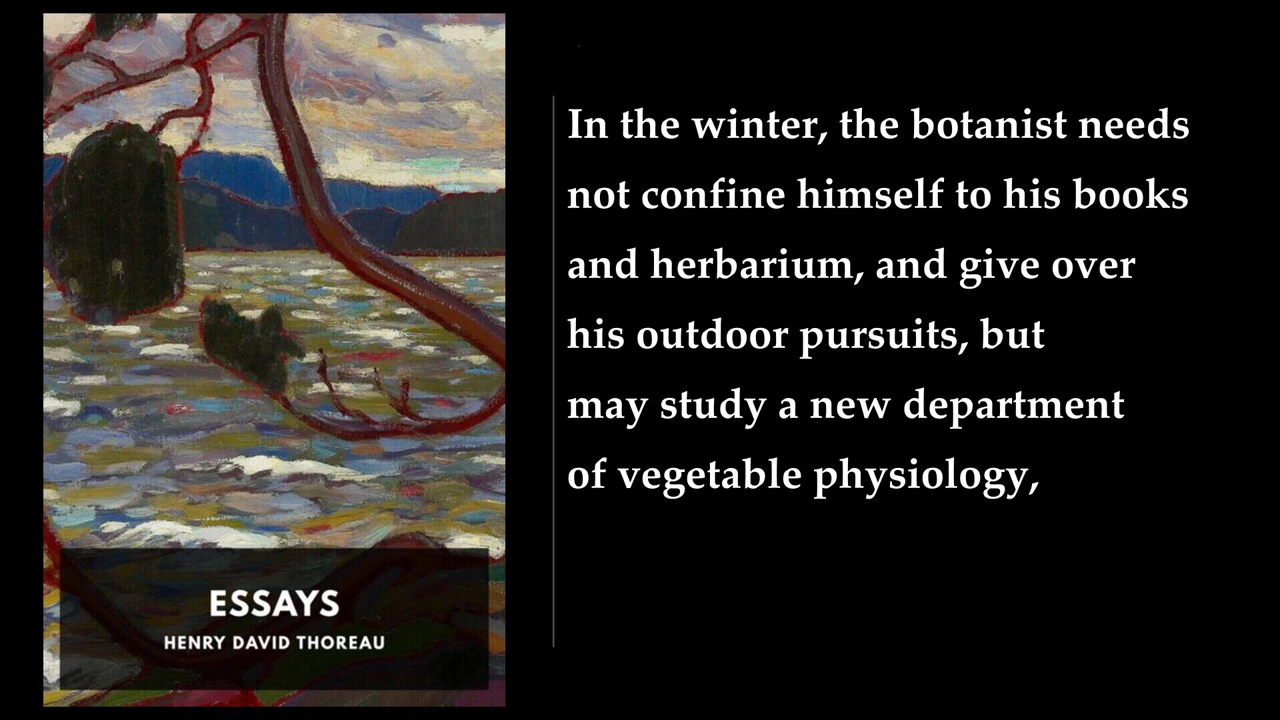 ESSAYS
HENRY DAVID THOREAU
In the winter, the botanist needs
not confine himself to his books
and herbarium, and give over
his outdoor pursuits, but
may study a new department
of vegetable physiology,